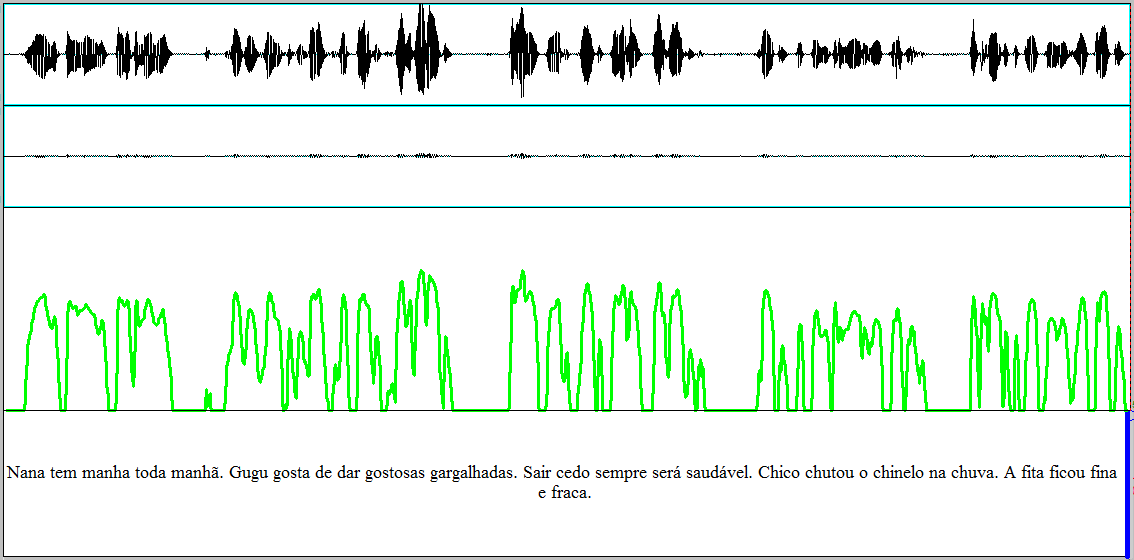 Nana tem manha toda manhã. Gugu gosta de dar gostosas gargalhadas. Sair cedo sempre será saudável. Chico chutou o chinelo na chuva. A fita ficou fina
e fraca.